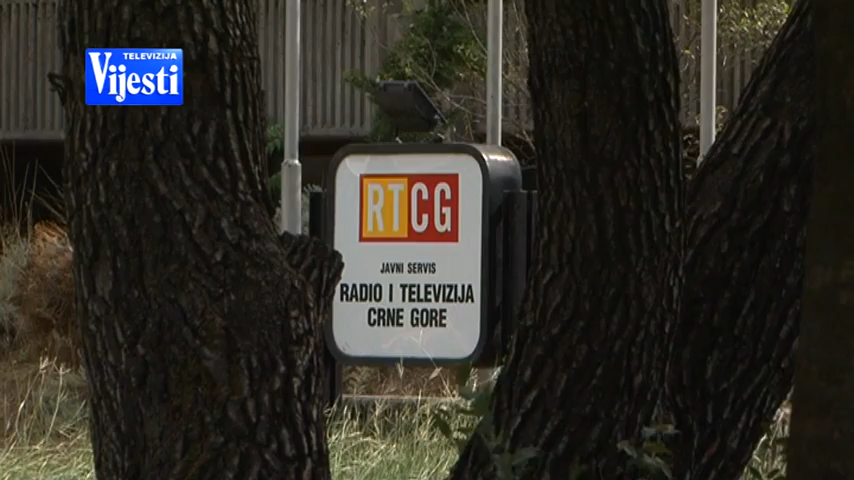 TELEVIZIJA
Vijesti
RTCG
JAVNI SERVIS
RADIO I TELEVIZIJA
CRNE GORE